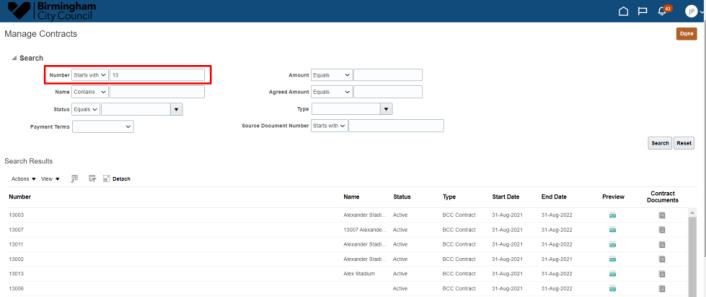 Birmingham
City Council
43
JP
Manage Contracts
Done
Search
Number Starts with 13
Amount Equals
Name Contains
Agreed Amount Equals
Status Equals
Type
Payment Terms
Source Document Number Starts with
Search Reset
Search Results
Actions View Detach
Number Name Status Type Start Date End Date Preview Contract Documents
13003 Alexander Stadi... Active BCC Contract 31-Aug-2021 31-Aug-2022
13007 13007 Alexande... Active BCC Contract 31-Aug-2021 31-Aug-2022
13011 Alexander Stadi... Active BCC Contract 31-Aug-2021 31-Aug-2022
13002 Alexander Stadi... Active BCC Contract 31-Aug-2021 31-Aug-2021
13013 Alex Stadium Active BCC Contract 31-Aug-2021 31-Aug-2022
13006 Active BCC Contract 31-Aug-2021 31-Aug-2022